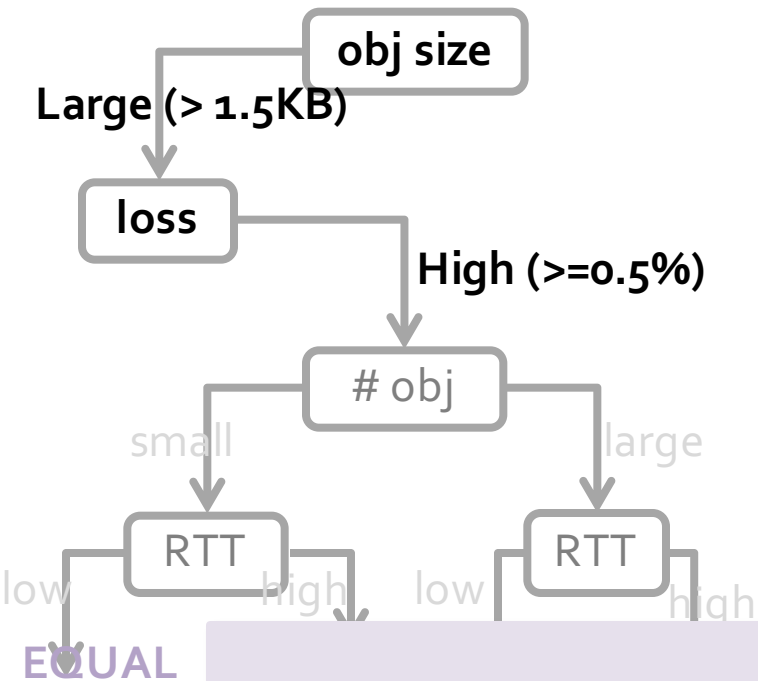 obj size
Large (> 1.5KB)
loss
High (>=0.5%)
# obj
small
large
RTT
RTT
low
high
low
high
EQUAL